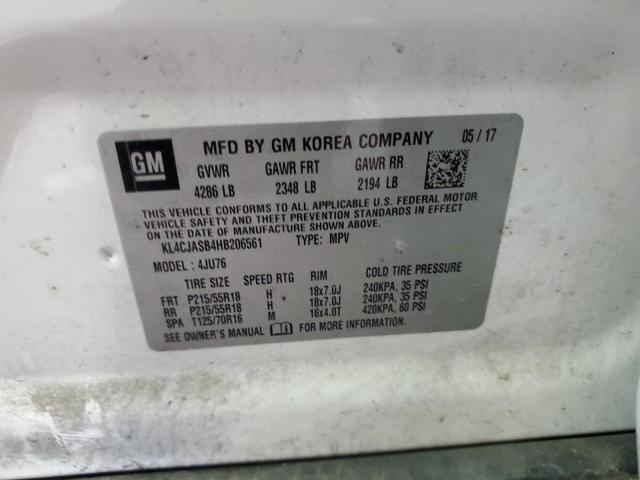 GM MFD BY GM KOREA COMPANY 05 / 17
GVWR GAWR FRT GAWR RR
4286 LB 2348 LB 2194 LB
THIS VEHICLE CONFORMS TO ALL APPLICABLE U.S. FEDERAL MOTOR
VEHICLE SAFETY AND THEFT PREVENTION STANDARDS IN EFFECT ON
THE DATE OF MANUFACTURE SHOWN ABOVE.
KL4CJASB4HB206561 TYPE: MPV
MODEL : 4JU76
TIRE SIZE SPEED RTG RIM COLD TIRE PRESSURE
FRT P215/55R18 H 18x7.0J 240KPA, 35 PSI
RR P215/55R18 H 18x7.0J 240KPA, 35 PSI
SPA T125/70R16 M 16x4.0T 420KPA, 60 PSI
SEE OWNER'S MANUAL FOR MORE INFORMATION.